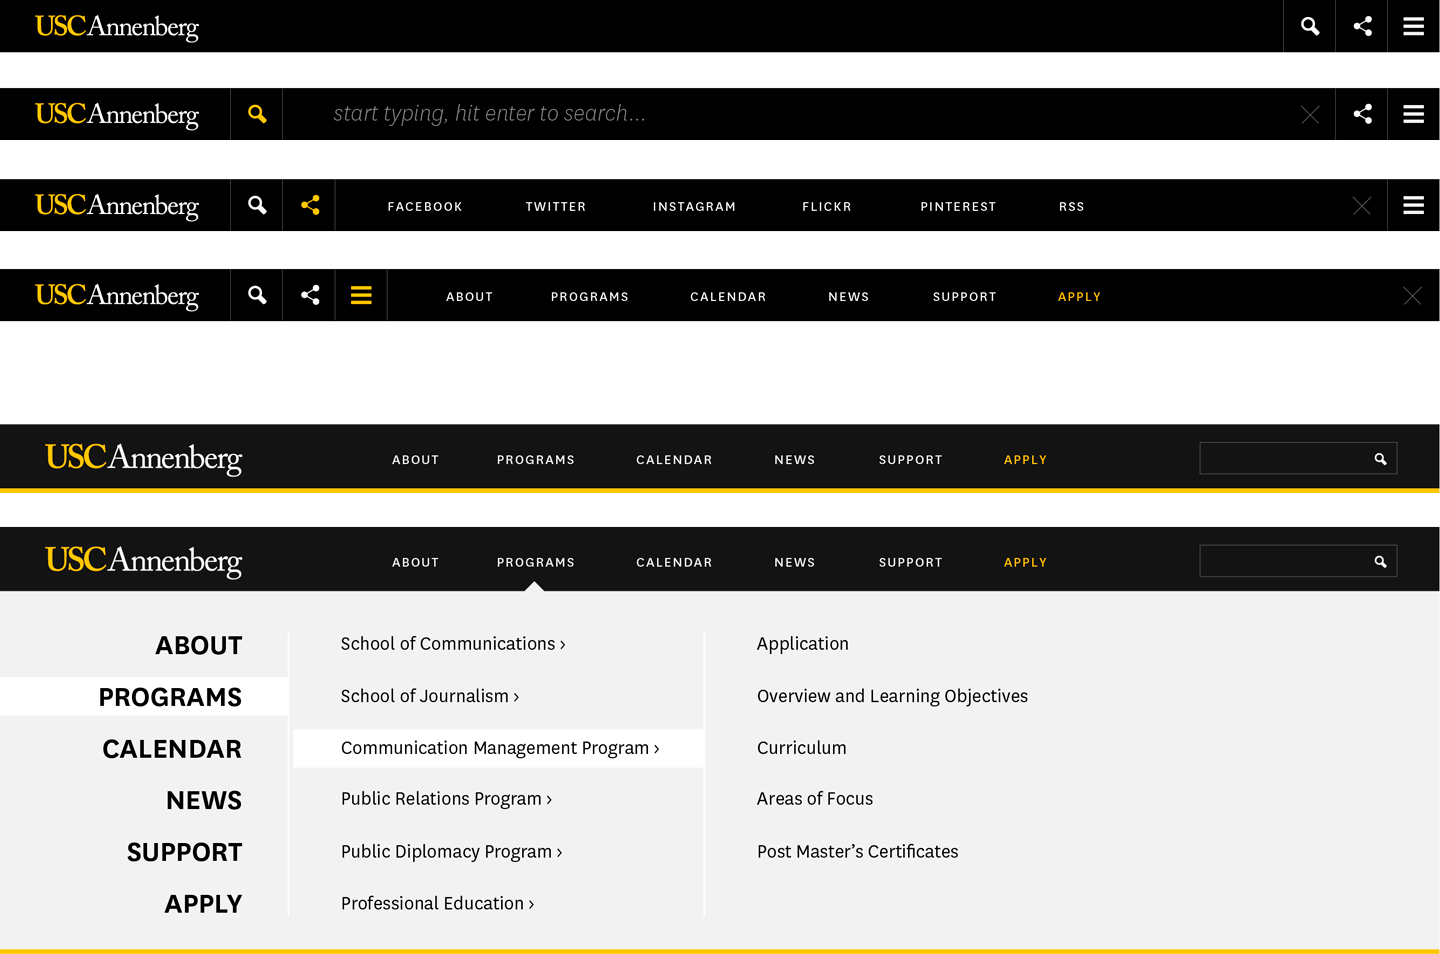 USCAnnenberg
USCAnnenberg start typing, hit enter to search...
USCAnnenberg FACEBOOK TWITTER INSTAGRAM FLICKR PINTEREST RSS
USCAnnenberg ABOUT PROGRAMS CALENDAR NEWS SUPPORT APPLY
USCAnnenberg ABOUT PROGRAMS CALENDAR NEWS SUPPORT APPLY
USCAnnenberg ABOUT PROGRAMS CALENDAR NEWS SUPPORT APPLY
ABOUT School of Communications › Application
PROGRAMS School of Journalism › Overview and Learning Objectives
CALENDAR Communication Management Program › Curriculum
NEWS Public Relations Program › Areas of Focus
SUPPORT Public Diplomacy Program › Post Master’s Certificates
APPLY Professional Education ›